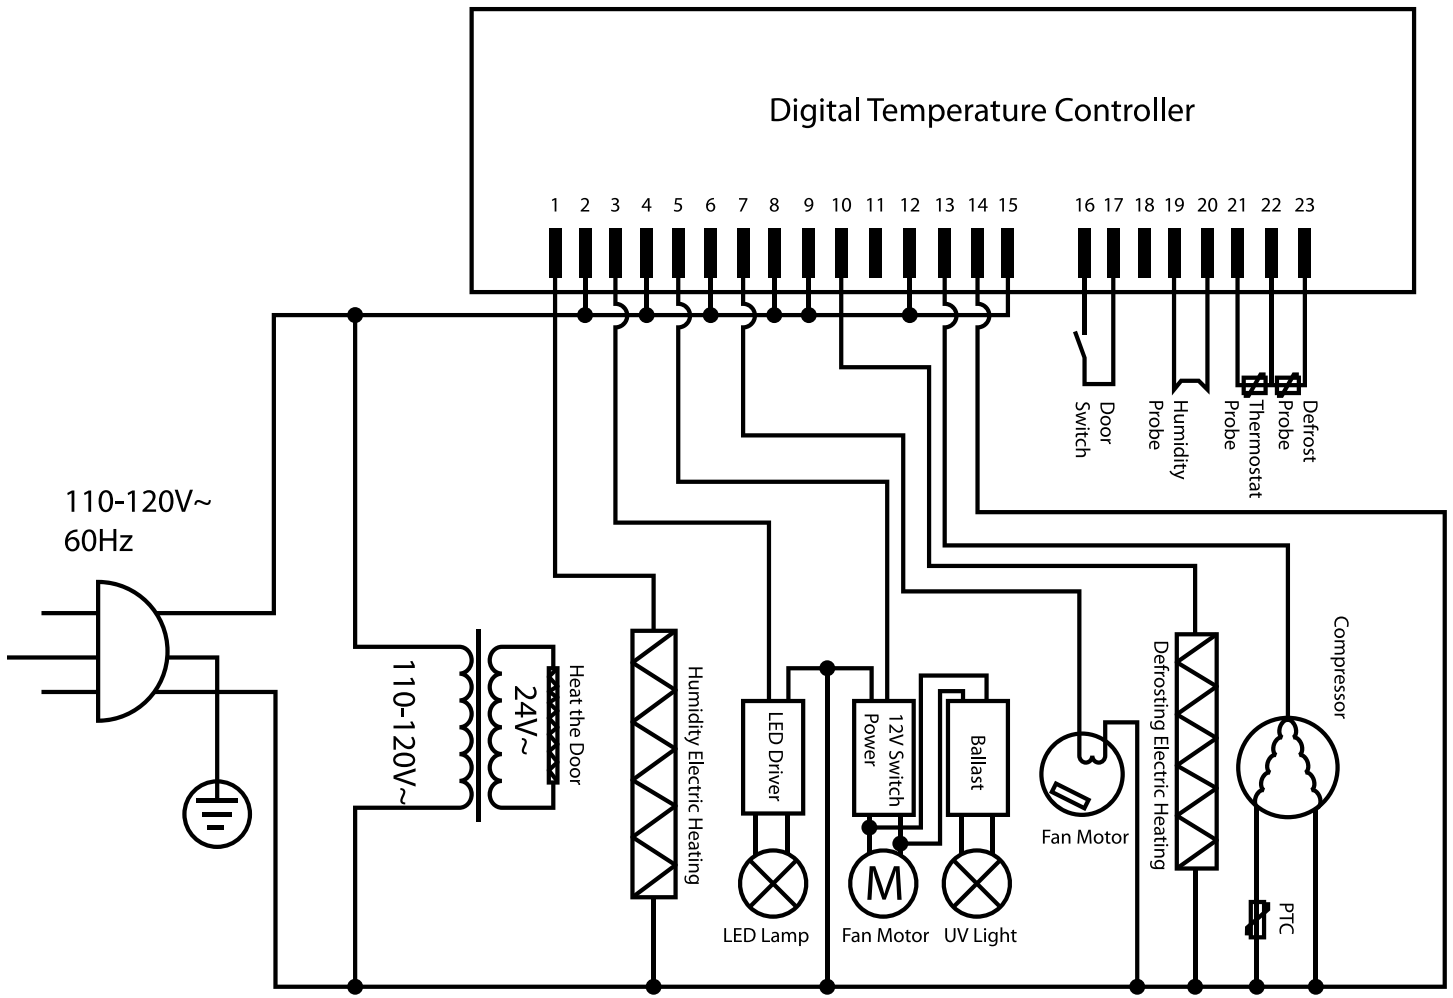 Digital Temperature Controller
1 2 3 4 5 6 7 8 9 10 11 12 13 14 15 16 17 18 19 20 21 22 23
Door
Switch
Humidity
Probe
Thermostat
Probe
Defrost
Probe
110-120V~
60Hz
110-120V~
24V~
Heat the Door
Humidity Electric Heating
LED Driver
12V Switch
Power
Ballast
Defrosting Electric Heating
Compressor
Fan Motor
M
PTC
LED Lamp
Fan Motor
UV Light